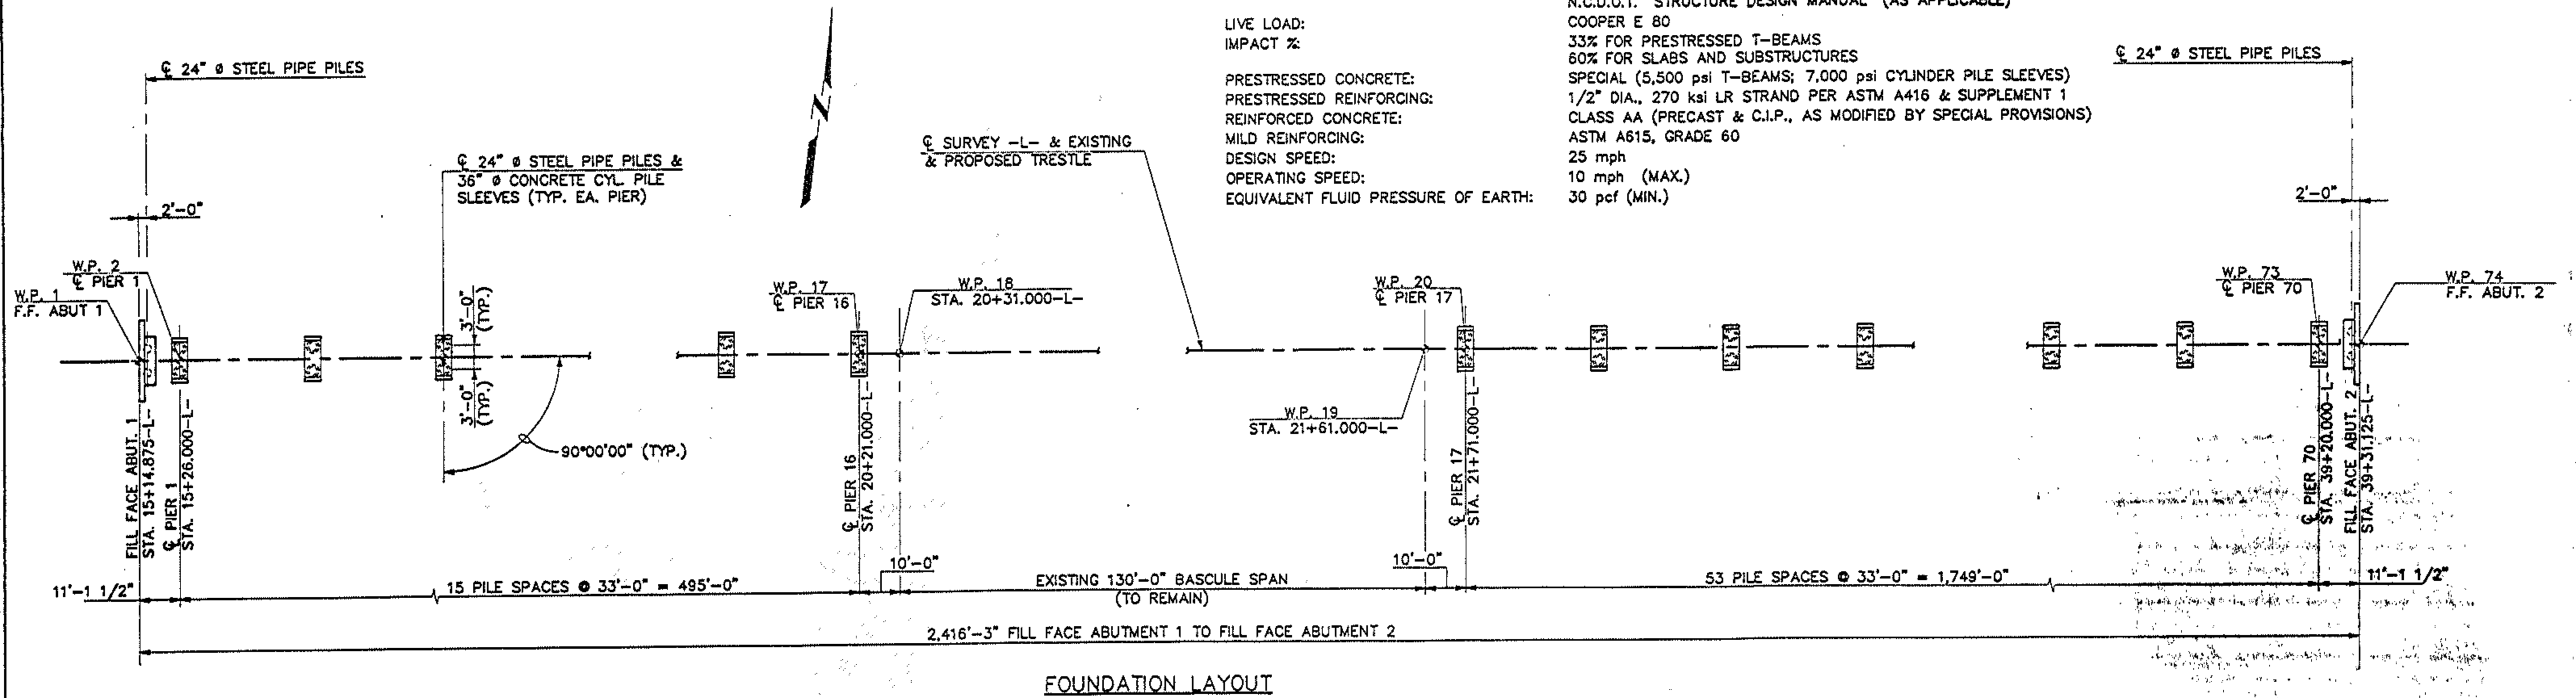 N.C.D.O.T. "STRUCTURE DESIGN MANUAL" (AS APPLICABLE)
LIVE LOAD: COOPER E 80
IMPACT %: 33% FOR PRESTRESSED T-BEAMS
60% FOR SLABS AND SUBSTRUCTURES
PRESTRESSED CONCRETE: SPECIAL (5,500 psi T-BEAMS; 7,000 psi CYLINDER PILE SLEEVES)
PRESTRESSED REINFORCING: 1/2" DIA., 270 ksi LR STRAND PER ASTM A416 & SUPPLEMENT 1
REINFORCED CONCRETE: CLASS AA (PRECAST & C.I.P., AS MODIFIED BY SPECIAL PROVISIONS)
MILD REINFORCING: ASTM A615, GRADE 60
DESIGN SPEED: 25 mph
OPERATING SPEED: 10 mph (MAX.)
EQUIVALENT FLUID PRESSURE OF EARTH: 30 pcf (MIN.)
℄ 24" Ø STEEL PIPE PILES
℄ 24" Ø STEEL PIPE PILES
N
℄ 24" Ø STEEL PIPE PILES &
36" Ø CONCRETE CYL. PILE
SLEEVES (TYP. EA. PIER)
℄ SURVEY -L- & EXISTING
& PROPOSED TRESTLE
2'-0"
2'-0"
W.P. 1
F.F. ABUT 1
W.P. 2
℄ PIER 1
3'-0"
(TYP.)
3'-0"
(TYP.)
90°00'00" (TYP.)
W.P. 17
℄ PIER 16
W.P. 18
STA. 20+31.000-L-
W.P. 19
STA. 21+61.000-L-
W.P. 20
℄ PIER 17
W.P. 73
℄ PIER 70
W.P. 74
F.F. ABUT. 2
FILL FACE ABUT. 1
STA. 15+14.875-L-
℄ PIER 1
STA. 15+26.000-L-
℄ PIER 16
STA. 20+21.000-L-
℄ PIER 17
STA. 21+71.000-L-
℄ PIER 70
STA. 39+20.000-L-
FILL FACE ABUT. 2
STA. 39+31.125-L-
11'-1 1/2"
15 PILE SPACES @ 33'-0" = 495'-0"
10'-0"
EXISTING 130'-0" BASCULE SPAN
(TO REMAIN)
10'-0"
53 PILE SPACES @ 33'-0" = 1,749'-0"
11'-1 1/2"
2,416'-3" FILL FACE ABUTMENT 1 TO FILL FACE ABUTMENT 2
FOUNDATION LAYOUT